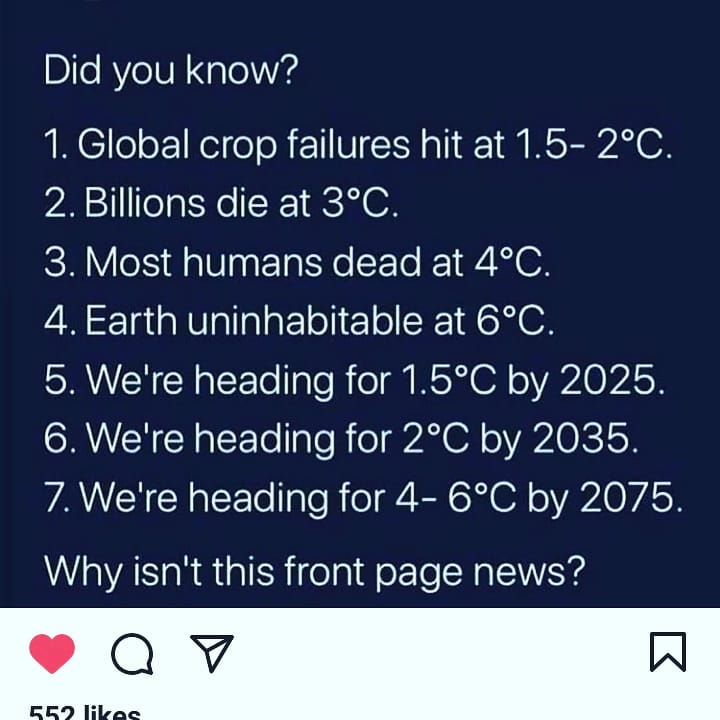 Did you know?
1. Global crop failures hit at 1.5- 2°C.
2. Billions die at 3°C.
3. Most humans dead at 4°C.
4. Earth uninhabitable at 6°C.
5. We're heading for 1.5°C by 2025.
6. We're heading for 2°C by 2035.
7. We're heading for 4- 6°C by 2075.
Why isn't this front page news?
552 likes